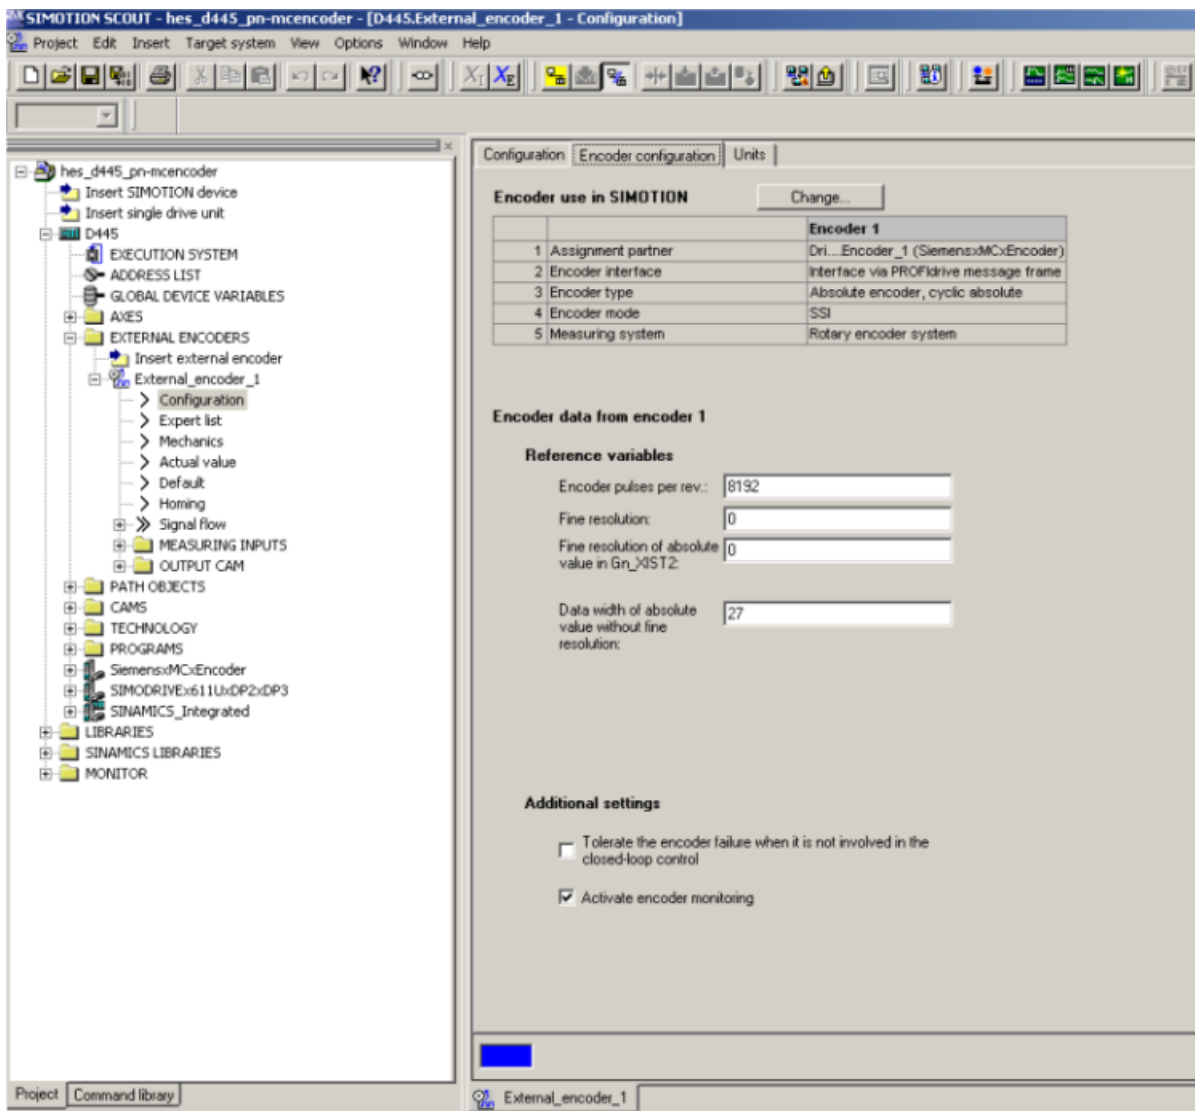 SIMOTION SCOUT - hes_d445_pn-mcencoder - [D445.External_encoder_1 - Configuration]
Project Edit Insert Target system View Options Window Help
hes_d445_pn-mcencoder
Insert SIMOTION device
Insert single drive unit
D445
EXECUTION SYSTEM
ADDRESS LIST
GLOBAL DEVICE VARIABLES
AXES
EXTERNAL ENCODERS
Insert external encoder
External_encoder_1
Configuration
Expert list
Mechanics
Actual value
Default
Homing
Signal flow
MEASURING INPUTS
OUTPUT CAM
PATH OBJECTS
CAMS
TECHNOLOGY
PROGRAMS
SiemensxMCxEncoder
SIMODRIVEx611UxDP2xDP3
SINAMICS_Integrated
LIBRARIES
SINAMICS LIBRARIES
MONITOR
Project Command library
Configuration Encoder configuration Units
Encoder use in SIMOTION Change...
Encoder 1
1 Assignment partner Dri...Encoder_1 (SiemensxMCxEncoder)
2 Encoder interface Interface via PROFIdrive message frame
3 Encoder type Absolute encoder, cyclic absolute
4 Encoder mode SSI
5 Measuring system Rotary encoder system
Encoder data from encoder 1
Reference variables
Encoder pulses per rev.: 8192
Fine resolution: 0
Fine resolution of absolute 0
value in Gn_XIST2:
Data width of absolute 27
value without fine
resolution:
Additional settings
Tolerate the encoder failure when it is not involved in the
closed-loop control
Activate encoder monitoring
External_encoder_1